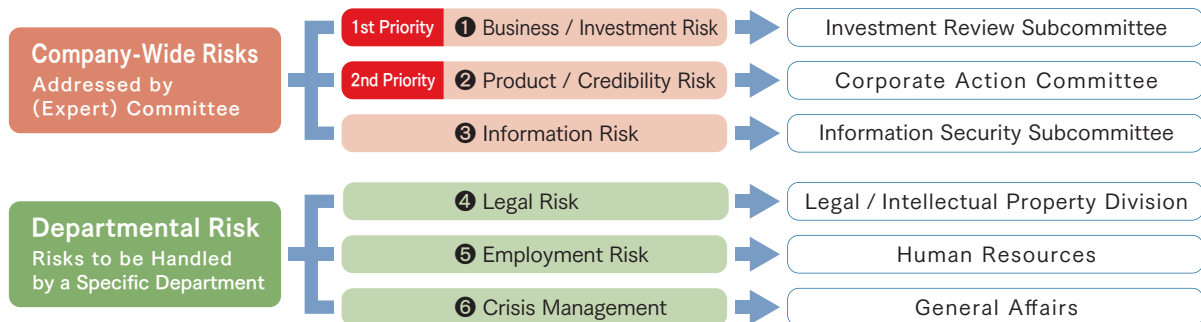 Company-Wide Risks
Addressed by
(Expert) Committee
1st Priority ❶ Business / Investment Risk
Investment Review Subcommittee
2nd Priority ❷ Product / Credibility Risk
Corporate Action Committee
❸ Information Risk
Information Security Subcommittee
Departmental Risk
Risks to be Handled
by a Specific Department
❹ Legal Risk
Legal / Intellectual Property Division
❺ Employment Risk
Human Resources
❻ Crisis Management
General Affairs